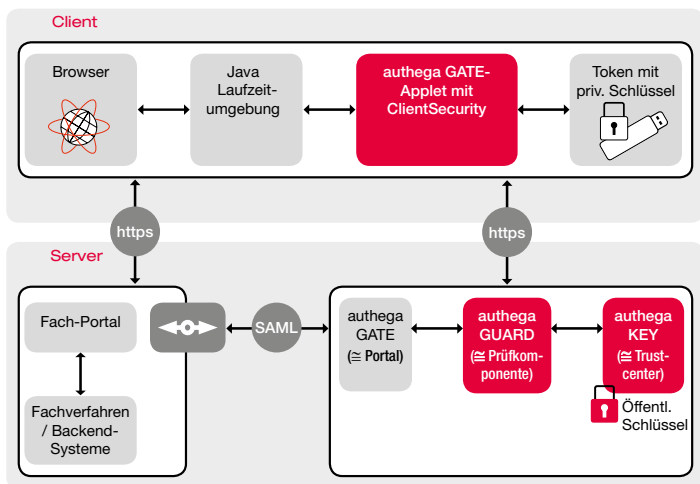 Client
Browser
Java
Laufzeit-
umgebung
authega GATE-
Applet mit
ClientSecurity
Token mit
priv. Schlüssel
https
https
Server
Fach-Portal
Fachverfahren
/ Backend-
Systeme
SAML
authega
GATE
(≅ Portal)
authega
GUARD
(≅ Prüfkom-
ponente)
authega
KEY
(≅ Trust-
center)
Öffentl.
Schlüssel